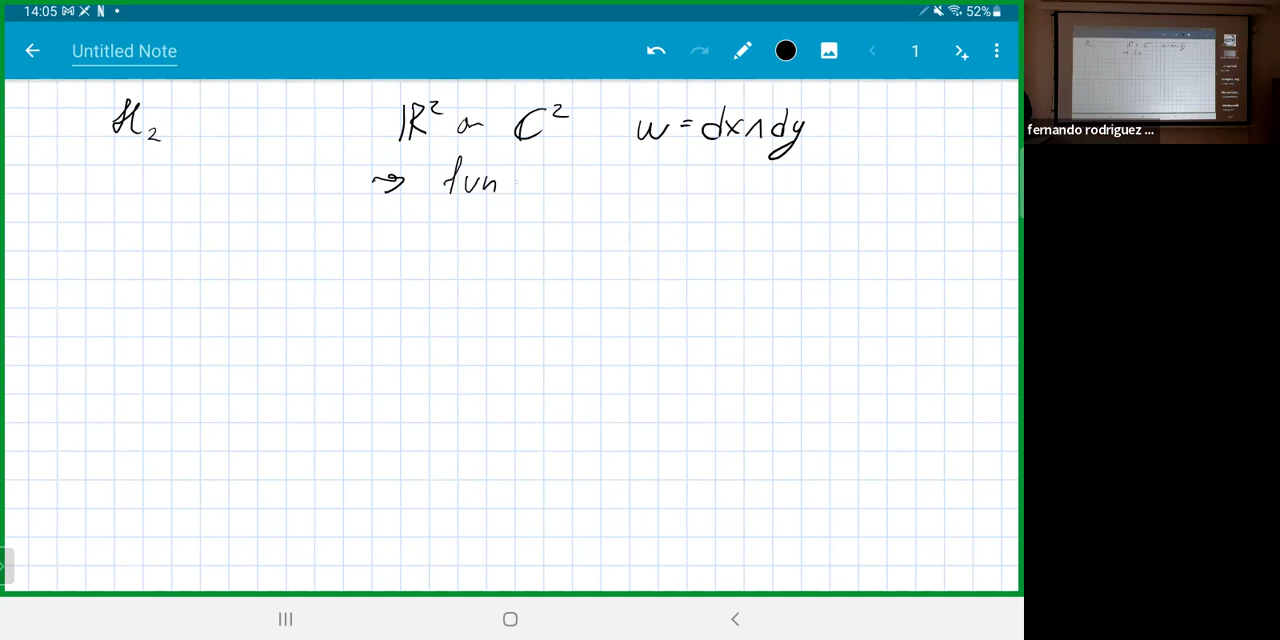 14:05 52%
Untitled Note
1
H₂ ℝ² or ℂ² w = dx∧dy
→ fun
fernando rodriguez ...